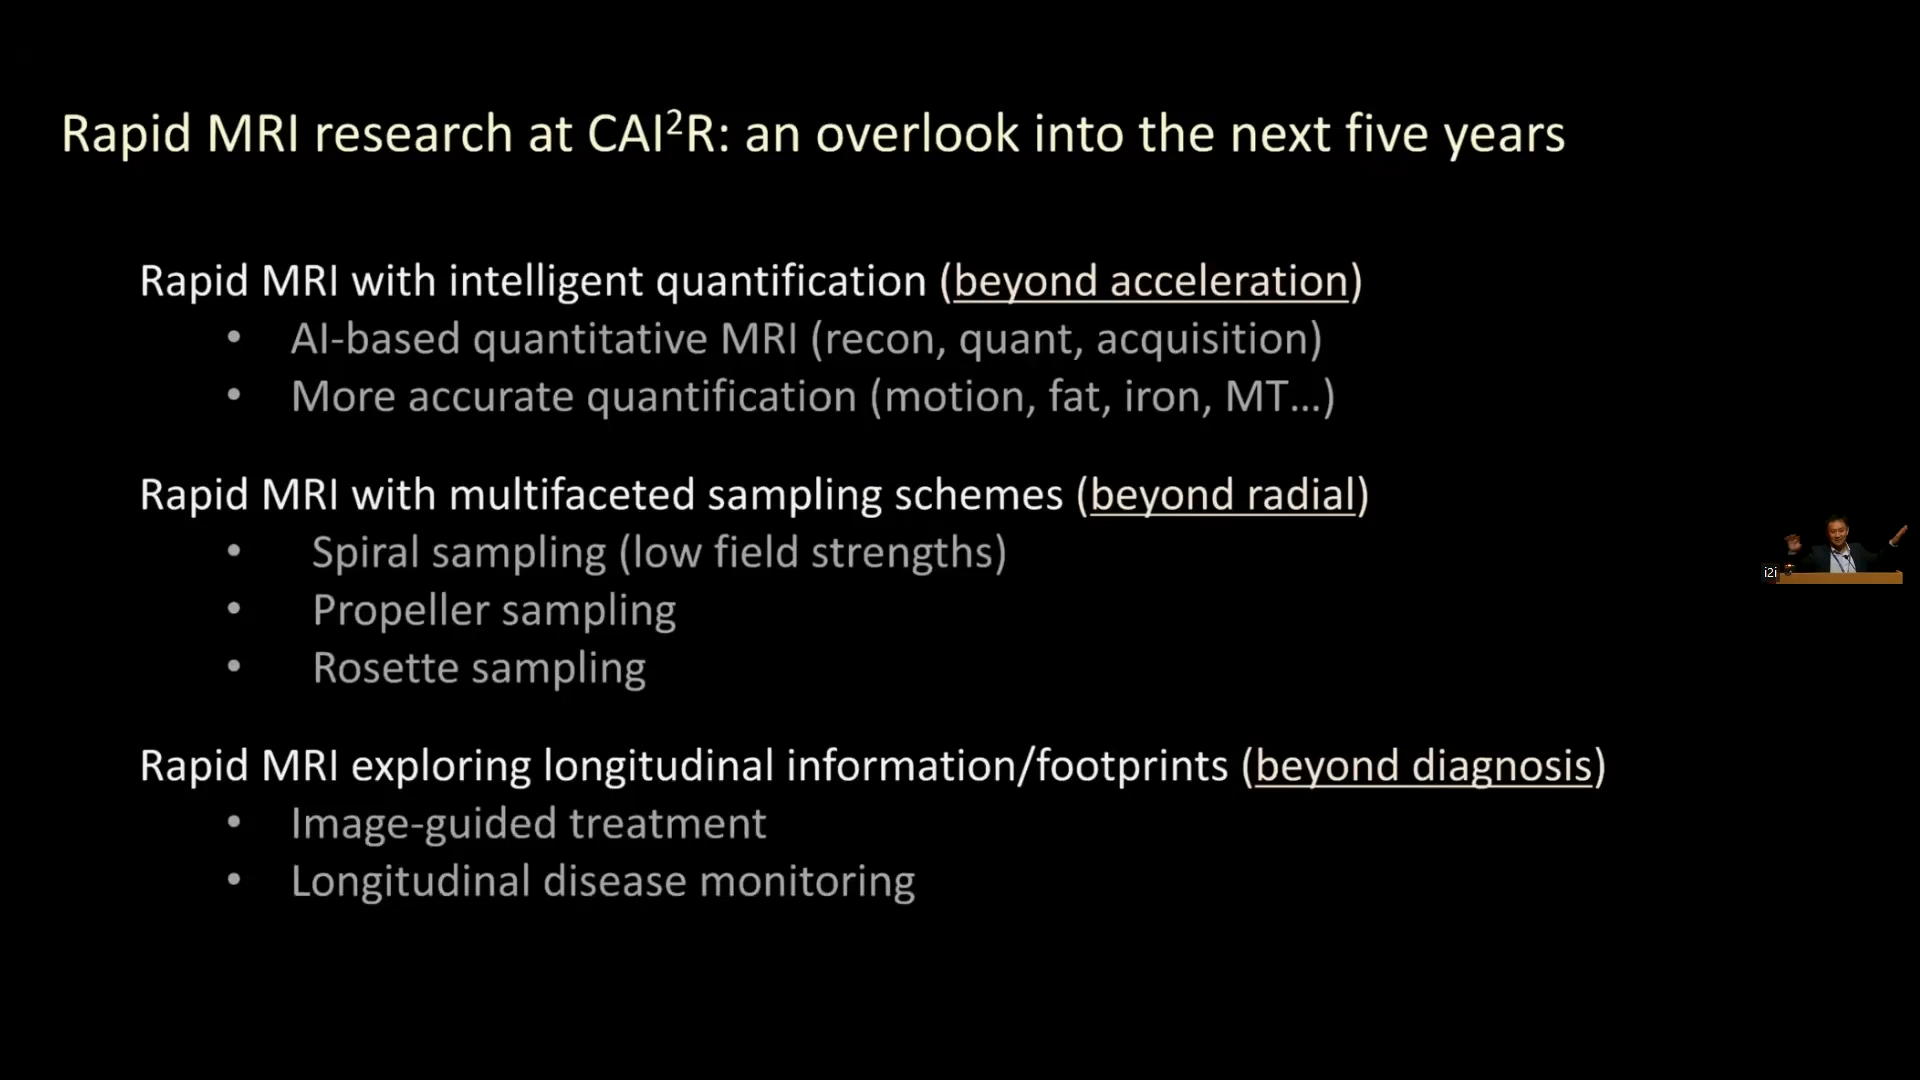 Rapid MRI research at CAI²R: an overlook into the next five years
Rapid MRI with intelligent quantification (beyond acceleration)
• AI-based quantitative MRI (recon, quant, acquisition)
• More accurate quantification (motion, fat, iron, MT...)
Rapid MRI with multifaceted sampling schemes (beyond radial)
• Spiral sampling (low field strengths)
• Propeller sampling
• Rosette sampling
Rapid MRI exploring longitudinal information/footprints (beyond diagnosis)
• Image-guided treatment
• Longitudinal disease monitoring
i2i